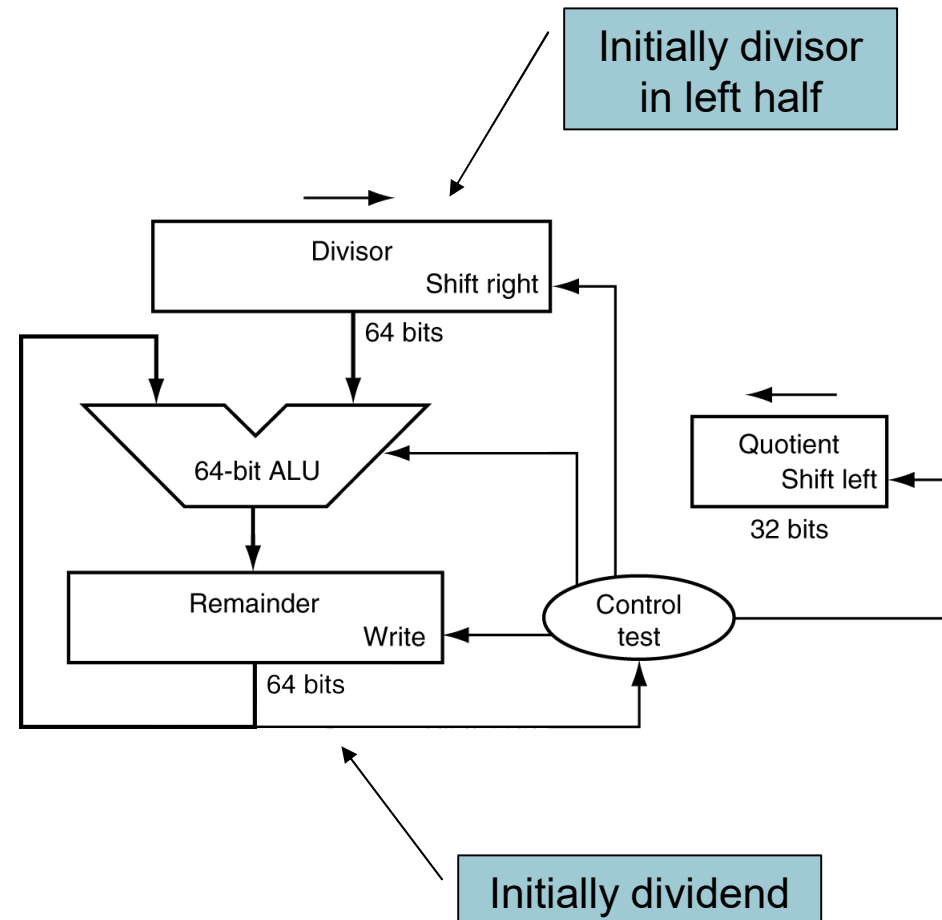 Initially divisor
in left half
Divisor
Shift right
64 bits
64-bit ALU
Quotient
Shift left
32 bits
Remainder
Write
Control
test
64 bits
Initially dividend